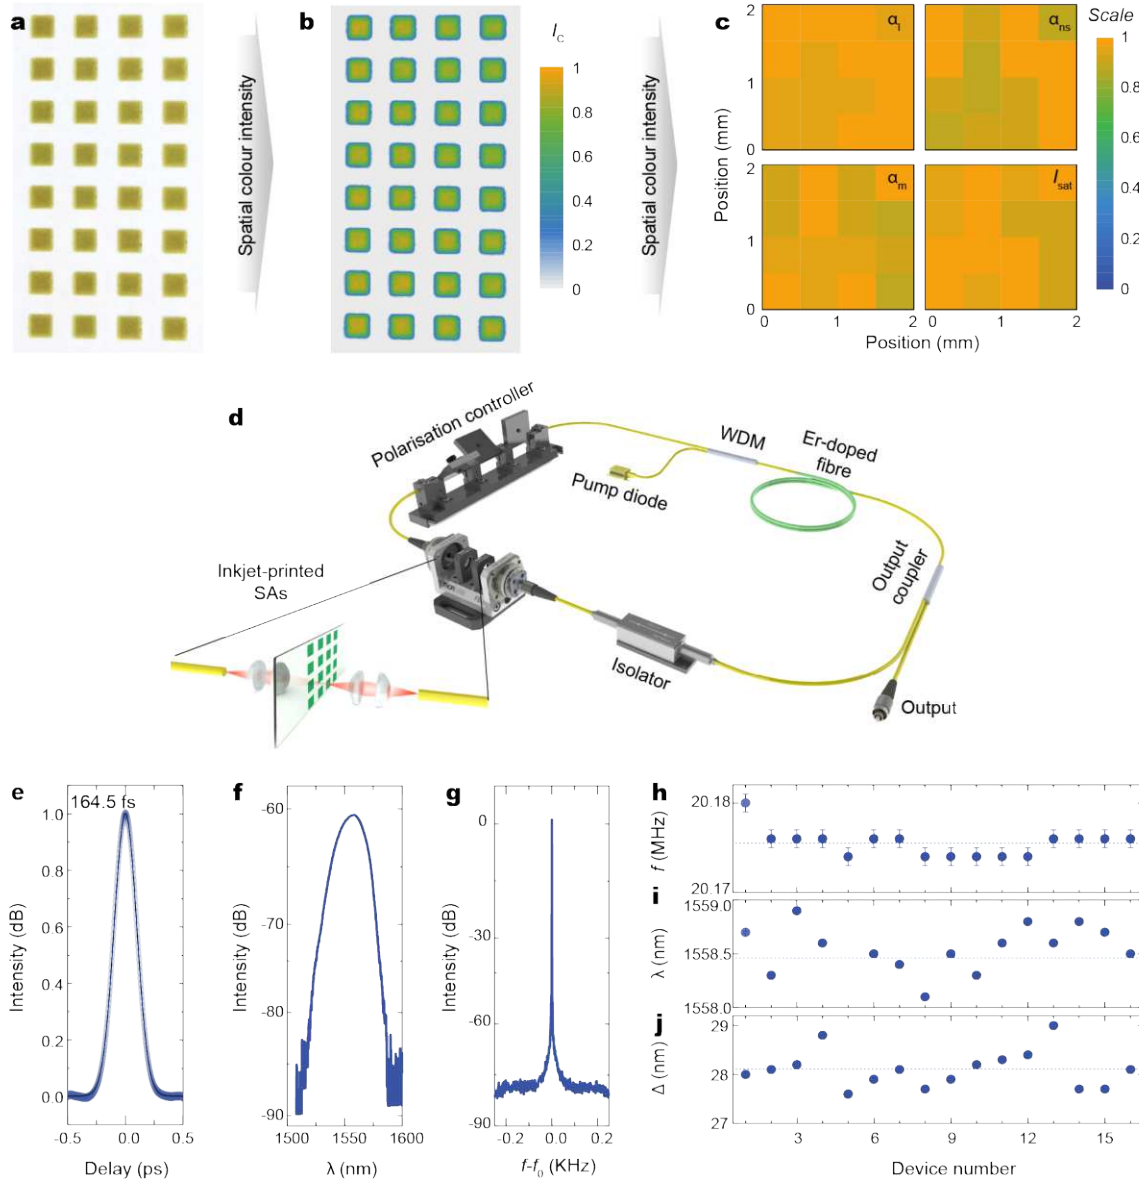 a
Spatial colour intensity
b
I_C
1
0.8
0.6
0.4
0.2
0
Spatial colour intensity
c
Scale
α_l
α_ns
α_m
I_sat
2
1
0
2
1
0
Position (mm)
0 1 2
0 1 2
Position (mm)
1
0.8
0.6
0.4
0.2
0
d
Polarisation controller
WDM
Er-doped
fibre
Pump diode
Output
coupler
Inkjet-printed
SAs
Isolator
Output
e
164.5 fs
1.0
0.8
0.6
0.4
0.2
0.0
Intensity (dB)
-0.5 0.0 0.5
Delay (ps)
f
-60
-70
-80
-90
Intensity (dB)
1500 1550 1600
λ (nm)
g
0
-30
-60
-90
Intensity (dB)
-0.2 0.0 0.2
f-f_0 (KHz)
h
20.18
20.17
f (MHz)
i
1559.0
1558.5
1558.0
λ (nm)
j
29
28
27
Δ (nm)
3 6 9 12 15
Device number